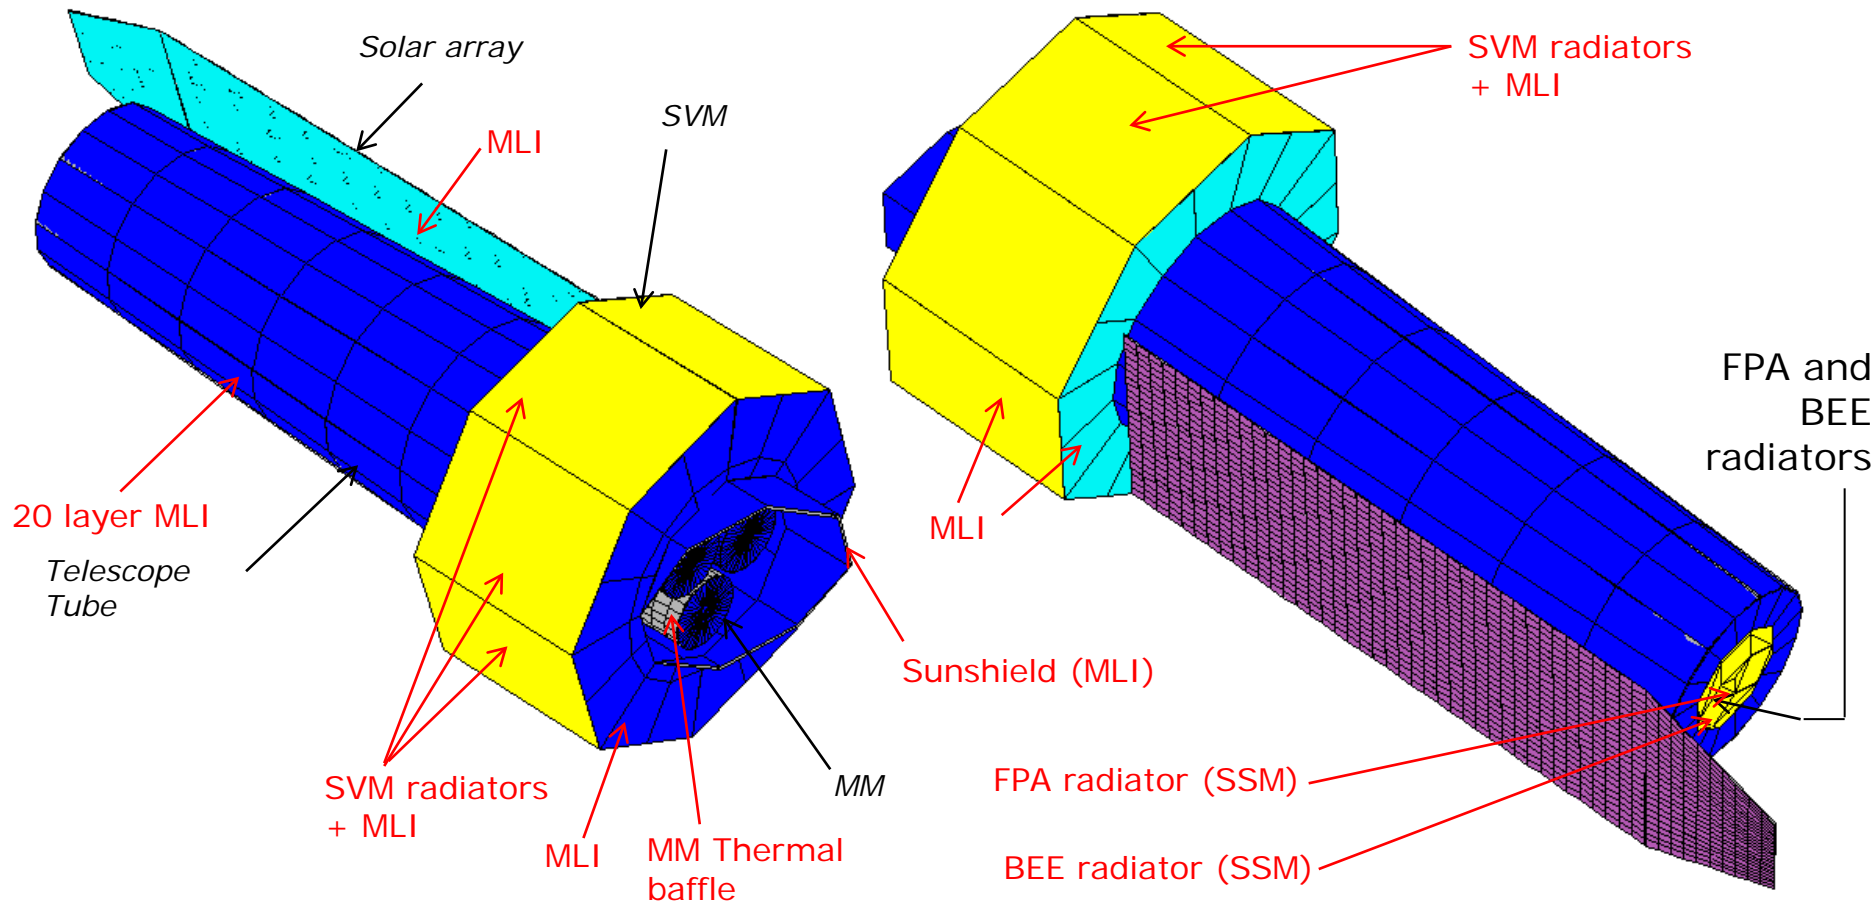 Solar array
MLI
SVM
20 layer MLI
Telescope
Tube
SVM radiators
+ MLI
MLI
MM Thermal
baffle
MM
Sunshield (MLI)
SVM radiators
+ MLI
MLI
FPA and
BEE
radiators
FPA radiator (SSM)
BEE radiator (SSM)